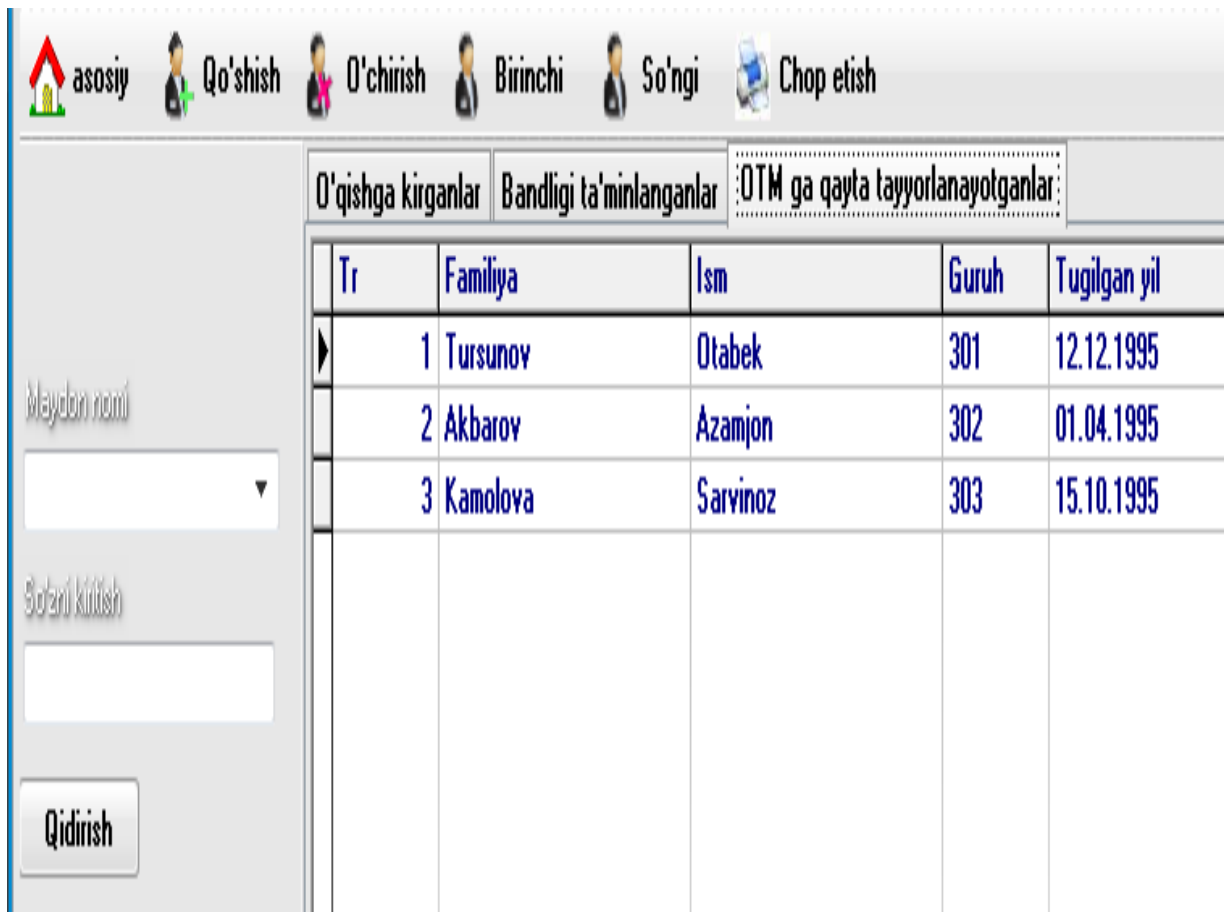 asosiy Qo'shish O'chirish Birinchi So'ngi Chop etish
O'qishga kirganlar Bandligi ta'minlanganlar OTM ga qayta tayyorlanayotganlar
Tr Familiya Ism Guruh Tugilgan yil
1 Tursunov Otabek 301 12.12.1995
2 Akbarov Azamjon 302 01.04.1995
3 Kamolova Sarvinoz 303 15.10.1995
Maydon nomi
So'zni kiritish
Qidirish